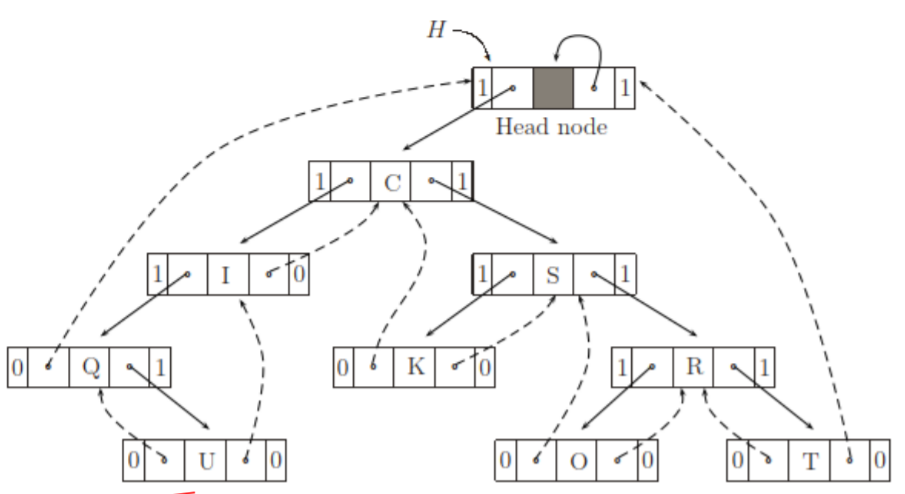 H
1 1
Head node
1 C 1
1 I 0
1 S 1
0 Q 1
0 K 0
1 R 1
0 U 0
0 O 0
0 T 0